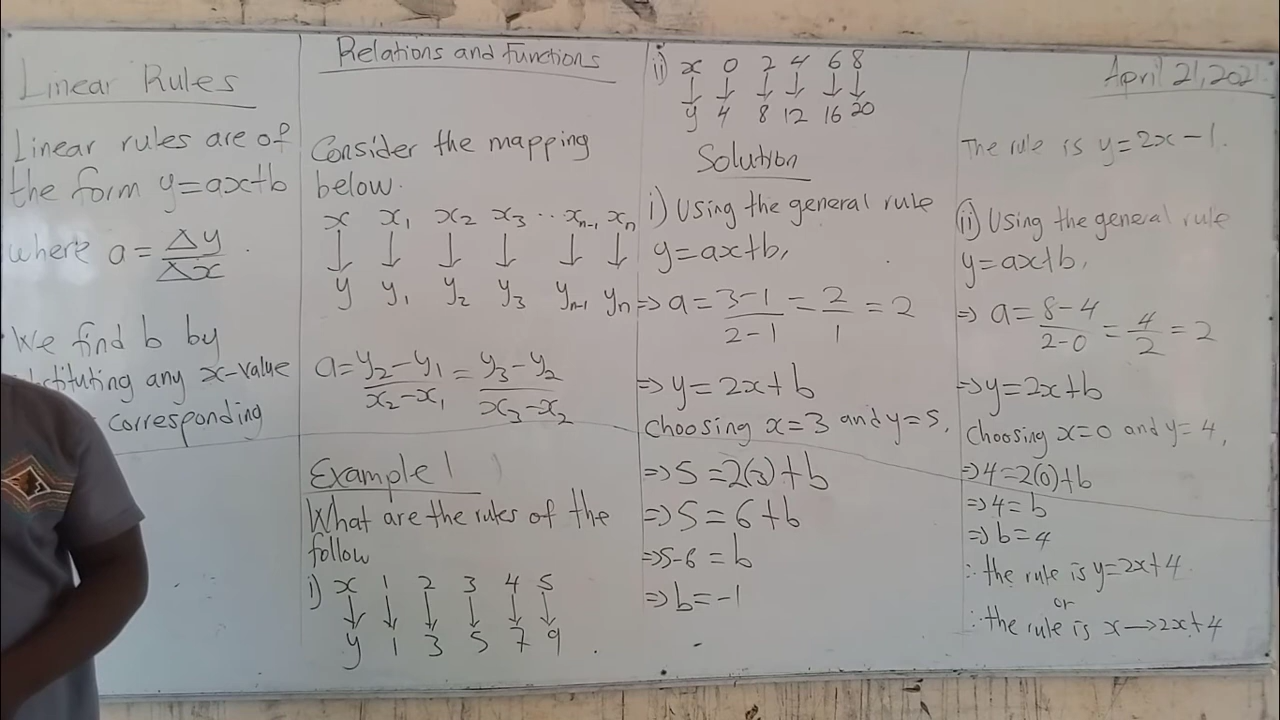 Linear Rules
Linear rules are of
the form y=ax+b
where a = Δy/Δx.
We find b by
any x-value
corresponding
Relations and functions
Consider the mapping
below.
x x₁ x₂ x₃ ... xₙ₋₁ xₙ
↓ ↓ ↓ ↓ ↓ ↓
y y₁ y₂ y₃ yₙ₋₁ yₙ
a = y₂-y₁/x₂-x₁ = y₃-y₂/x₃-x₂
Example 1
What are the rules of the
follow
i) x 1 2 3 4 5
↓ ↓ ↓ ↓ ↓ ↓
y 1 3 5 7 9.
ii) x 0 2 4 6 8
↓ ↓ ↓ ↓ ↓ ↓
y 4 8 12 16 20
Solution
i) Using the general rule
y=ax+b,
⇒ a = 3-1/2-1 = 2/1 = 2
⇒ y = 2x+b
choosing x=3 and y=5,
⇒ 5 = 2(3)+b
⇒ 5 = 6+b
⇒ 5-6 = b
⇒ b = -1
April 21, 202
The rule is y=2x-1.
ii) Using the general rule
y=ax+b,
⇒ a = 8-4/2-0 = 4/2 = 2
⇒ y=2x+b
choosing x=0 and y=4,
⇒ 4=2(0)+b
⇒ 4=b
⇒ b=4
∴ the rule is y=2x+4.
or
∴ the rule is x→2x+4